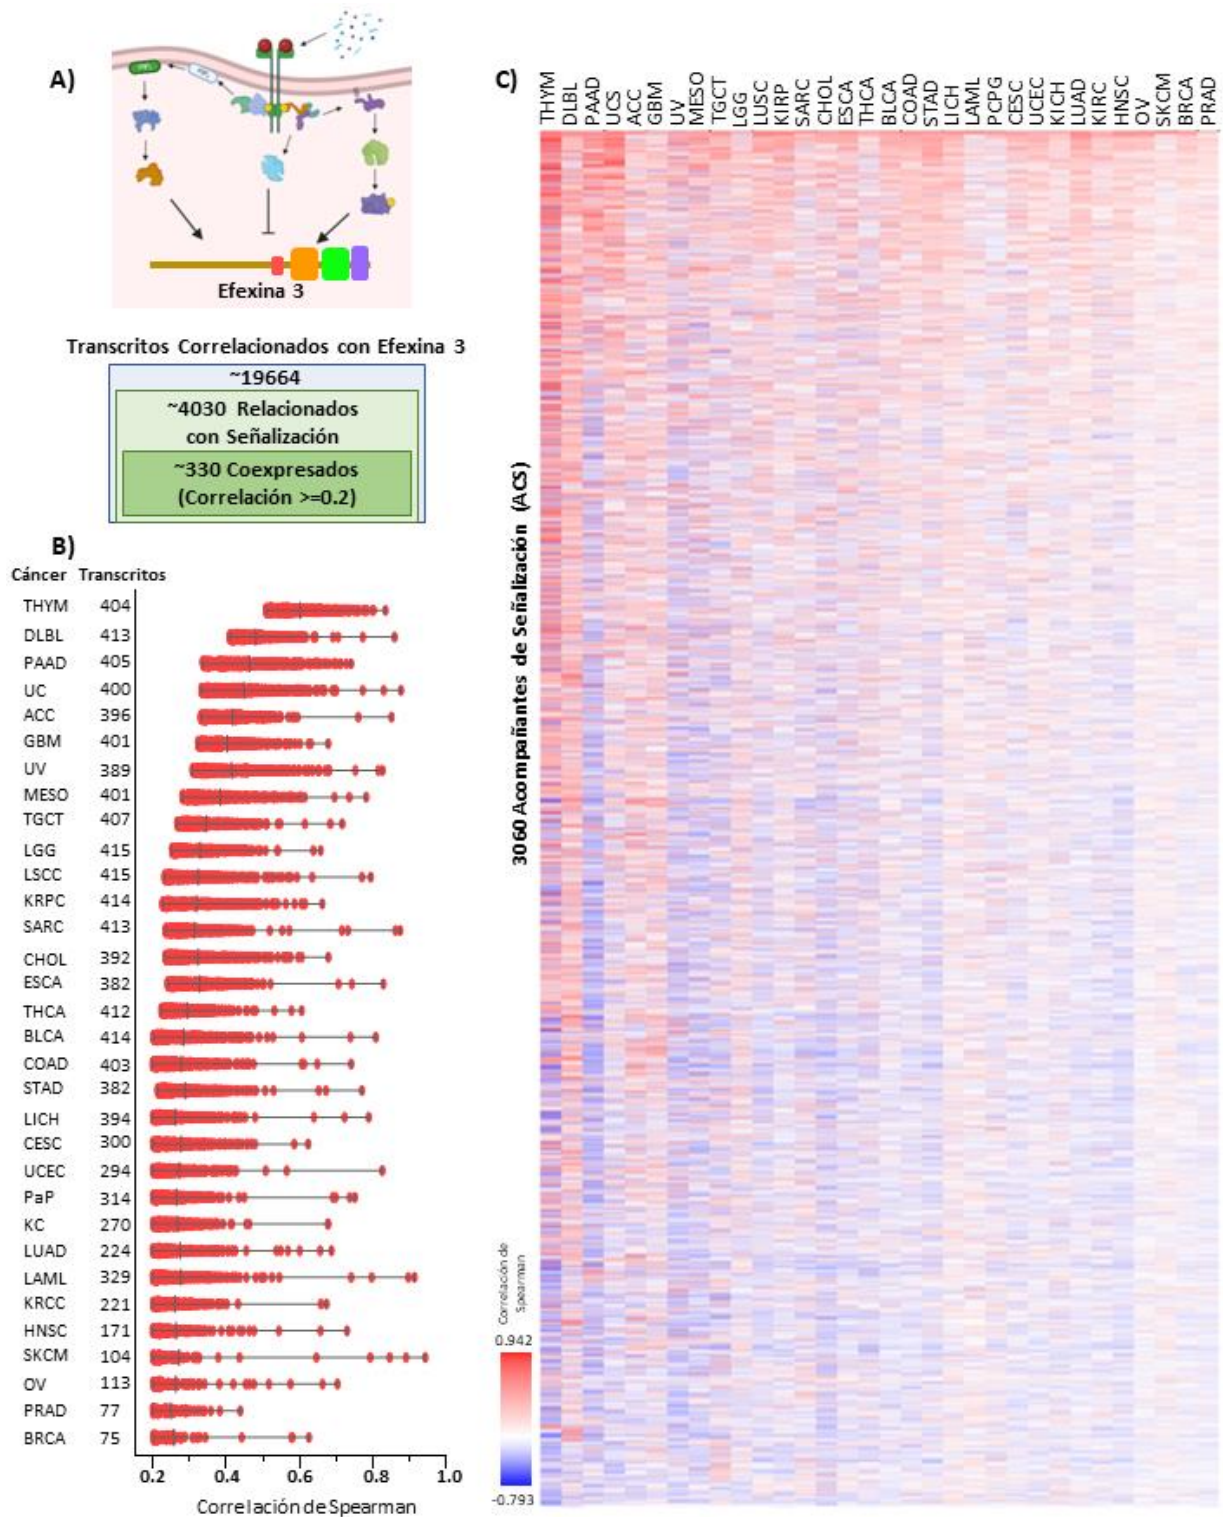 A)
Efexina 3
Transcritos Correlacionados con Efexina 3
~19664
~4030 Relacionados
con Señalización
~330 Coexpresados
(Correlación >=0.2)
B)
Cáncer Transcritos
THYM 404
DLBL 413
PAAD 405
UC 400
ACC 396
GBM 401
UV 389
MESO 401
TGCT 407
LGG 415
LSCC 415
KRPC 414
SARC 413
CHOL 392
ESCA 382
THCA 412
BLCA 414
COAD 403
STAD 382
LICH 394
CESC 300
UCEC 294
PaP 314
KC 270
LUAD 224
LAML 329
KRCC 221
HNSC 171
SKCM 104
OV 113
PRAD 77
BRCA 75
0.2 0.4 0.6 0.8 1.0
Correlación de Spearman
C)
THYM DLBL PAAD UCS ACC GBM UV MESO TGCT LGG LUSC KIRP SARC CHOL ESCA THCA BLCA COAD STAD LICH LAML PCPG CESC UCEC KICH LUAD KIRC HNSC OV SKCM BRCA PRAD
3060 Acompañantes de Señalización (ACS)
Correlación de
Spearman
0.942
-0.793